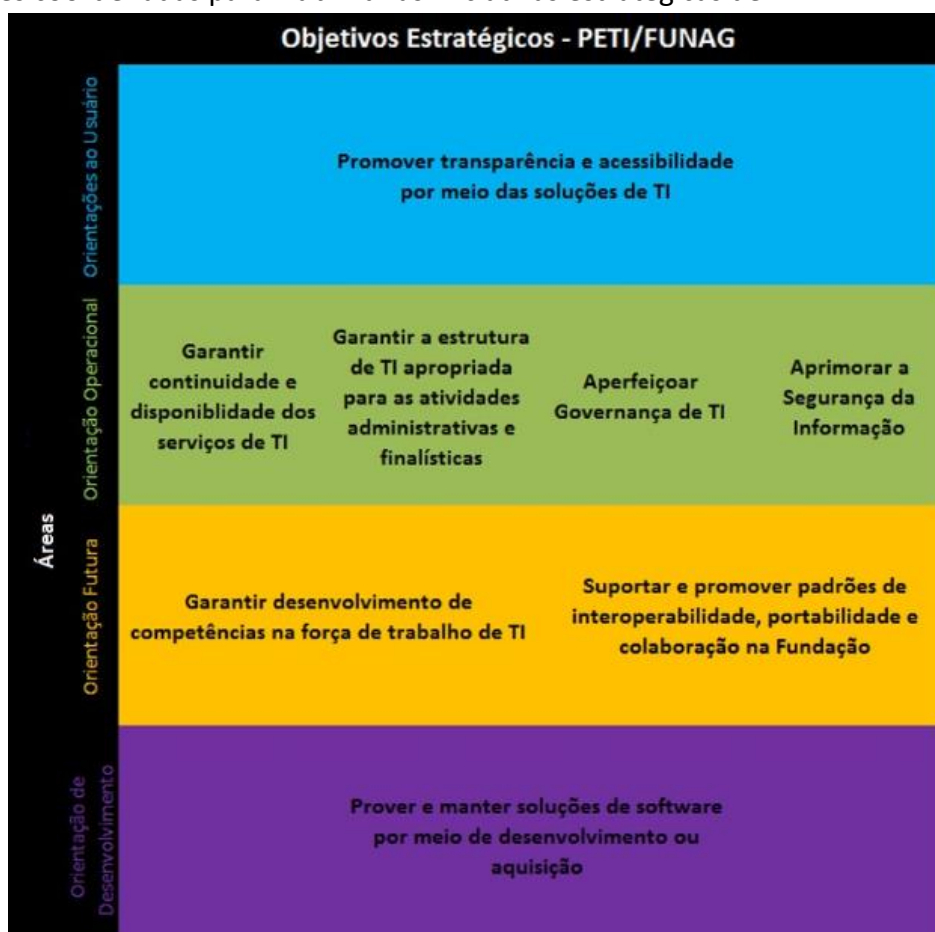 coordenadas para estratégicos de
Objetivos Estratégicos - PETI/FUNAG
Áreas
Orientações ao Usuário
Promover transparência e acessibilidade
por meio das soluções de TI
Orientação Operacional
Garantir
continuidade e
disponiblidade dos
serviços de TI
Garantir a estrutura
de TI apropriada
para as atividades
administrativas e
finalísticas
Aperfeiçoar
Governança de TI
Aprimorar a
Segurança da
Informação
Orientação Futura
Garantir desenvolvimento de
competências na força de trabalho de TI
Suportar e promover padrões de
interoperabilidade, portabilidade e
colaboração na Fundação
Orientação de
Desenvolvimento
Prover e manter soluções de software
por meio de desenvolvimento ou
aquisição